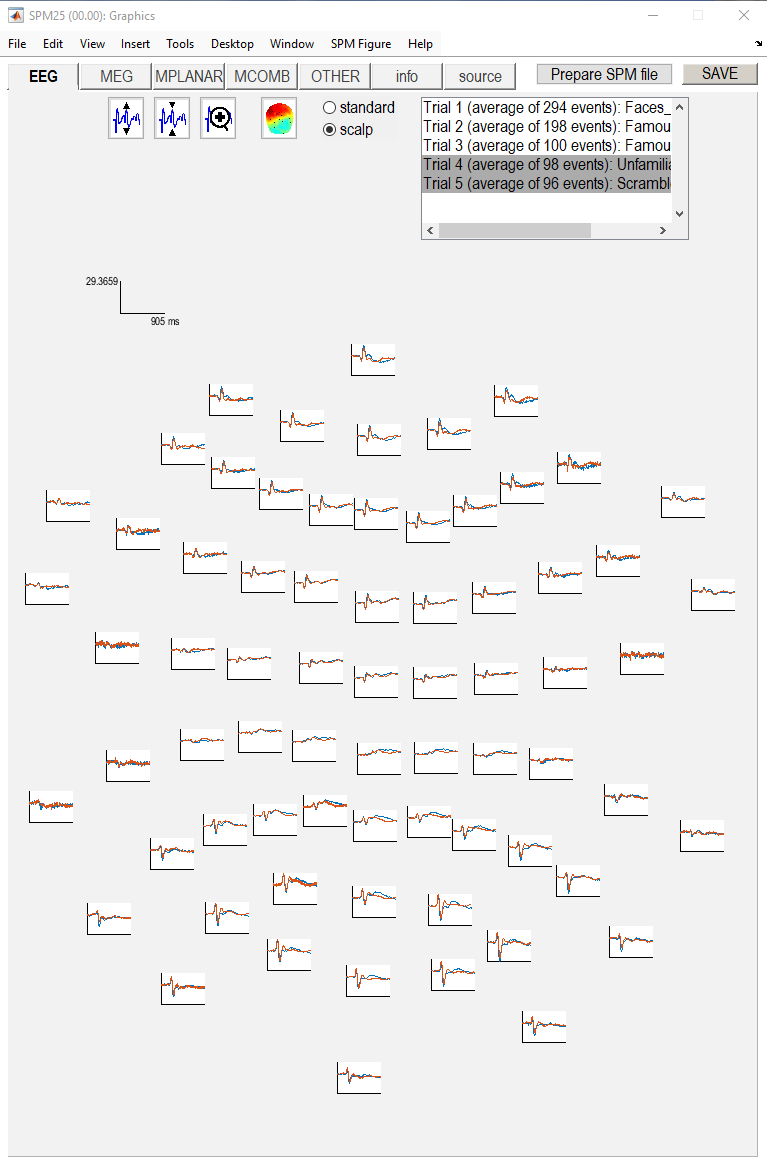 SPM25 (00.00): Graphics
File Edit View Insert Tools Desktop Window SPM Figure Help
EEG MEG MPLANAR MCOMB OTHER info source Prepare SPM file SAVE
standard
scalp
Trial 1 (average of 294 events): Faces_
Trial 2 (average of 198 events): Famou
Trial 3 (average of 100 events): Famou
Trial 4 (average of 98 events): Unfamilia
Trial 5 (average of 96 events): Scrambl
29.3659
905 ms